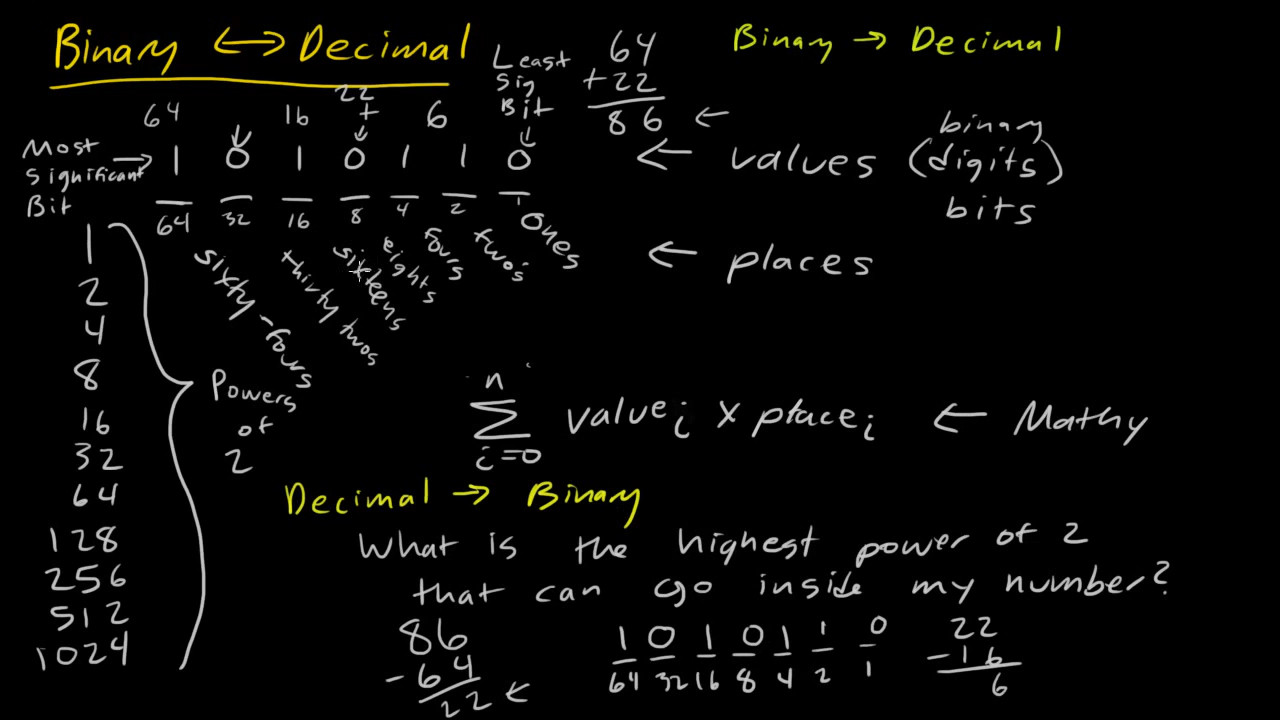 Binary ↔ Decimal
Least
Sig
Bit
64
+22
86 ←
Binary → Decimal
64 16 22 + 6
Most
Significant
Bit
→ 1 0 1 0 1 1 0
← values (digits)
binary
bits
64 32 16 8 4 2 1
sixty-fours
thirty twos
sixteens
eights
fours
twos
Ones
← places
1
2
4
8
16
32
64
128
256
512
1024
Powers
of
2
n
Σ value i × place i ← Mathy
i=0
Decimal → Binary
What is the highest power of 2
that can go inside my number?
86
-64
22 ←
1 0 1 0 1 1 0
64 32 16 8 4 2 1
22
-16
6